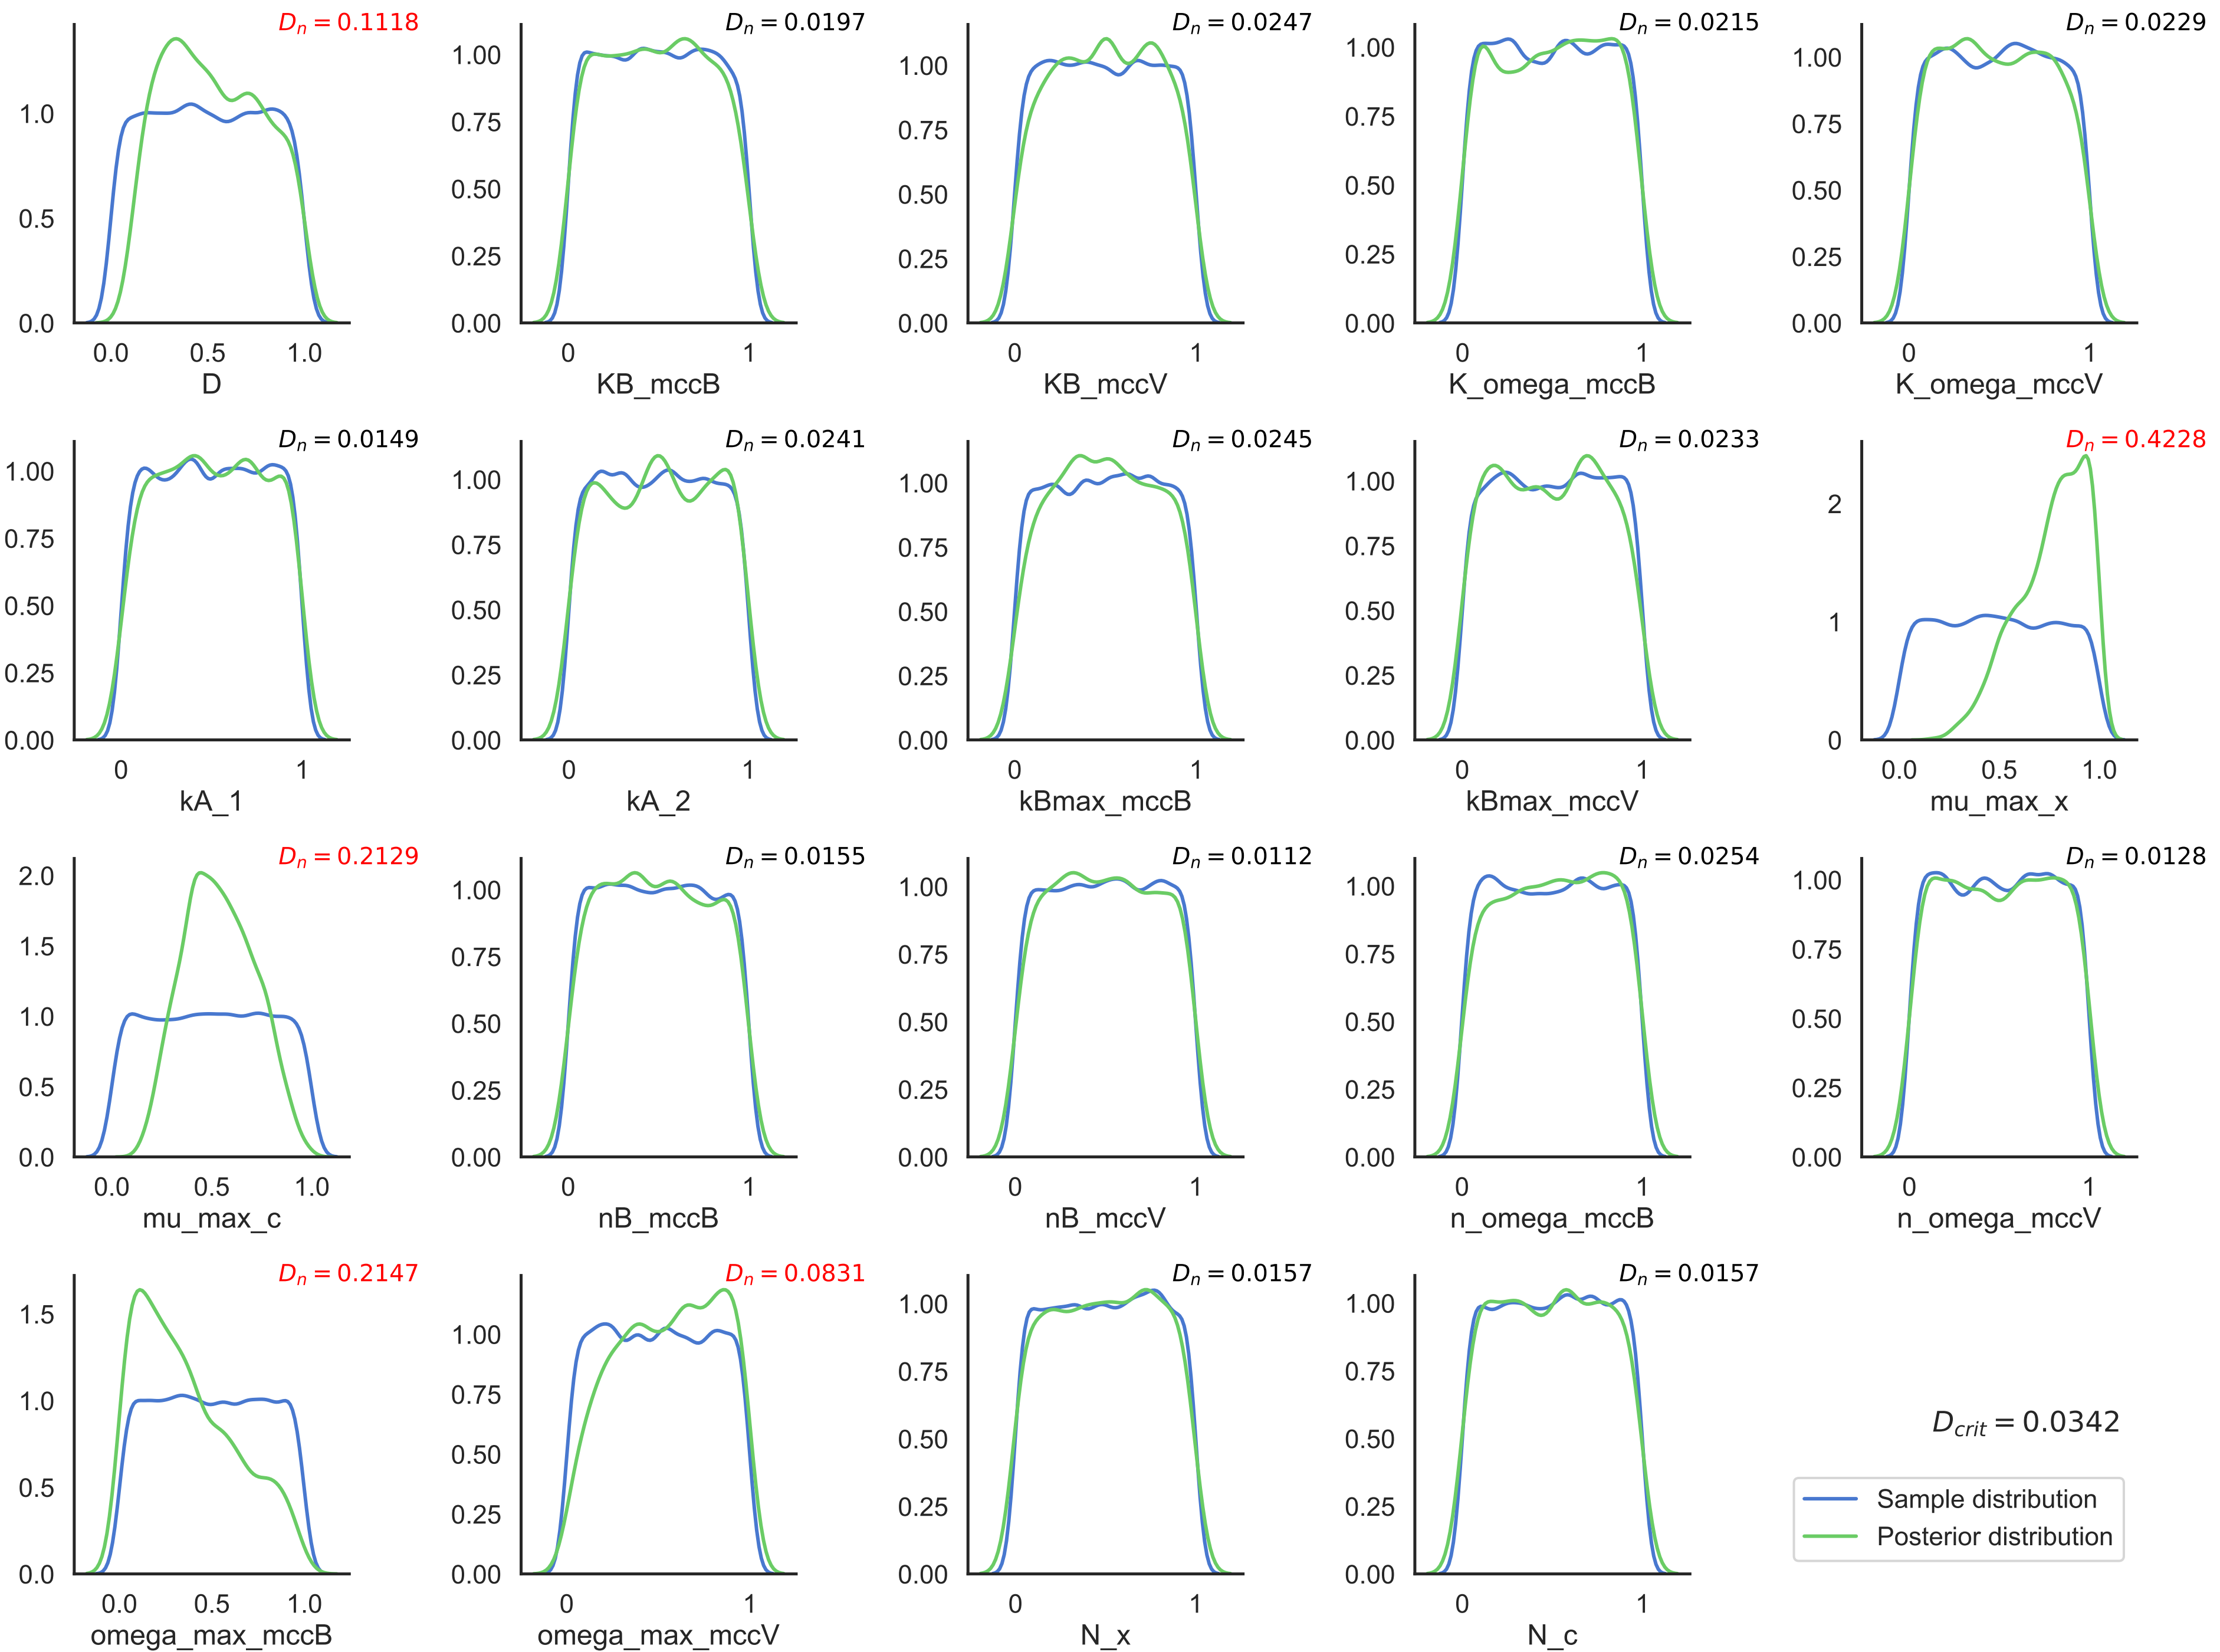 D_n = 0.1118
1.0
0.5
0.0
0.0 0.5 1.0
D
D_n = 0.0197
1.00
0.75
0.50
0.25
0.00
0 1
KB_mccB
D_n = 0.0247
1.00
0.75
0.50
0.25
0.00
0 1
KB_mccV
D_n = 0.0215
1.00
0.75
0.50
0.25
0.00
0 1
K_omega_mccB
D_n = 0.0229
1.00
0.75
0.50
0.25
0.00
0 1
K_omega_mccV
D_n = 0.0149
1.00
0.75
0.50
0.25
0.00
0 1
kA_1
D_n = 0.0241
1.00
0.75
0.50
0.25
0.00
0 1
kA_2
D_n = 0.0245
1.00
0.75
0.50
0.25
0.00
0 1
kBmax_mccB
D_n = 0.0233
1.00
0.75
0.50
0.25
0.00
0 1
kBmax_mccV
D_n = 0.4228
2
1
0
0.0 0.5 1.0
mu_max_x
D_n = 0.2129
2.0
1.5
1.0
0.5
0.0
0.0 0.5 1.0
mu_max_c
D_n = 0.0155
1.00
0.75
0.50
0.25
0.00
0 1
nB_mccB
D_n = 0.0112
1.00
0.75
0.50
0.25
0.00
0 1
nB_mccV
D_n = 0.0254
1.00
0.75
0.50
0.25
0.00
0 1
n_omega_mccB
D_n = 0.0128
1.00
0.75
0.50
0.25
0.00
0 1
n_omega_mccV
D_n = 0.2147
1.5
1.0
0.5
0.0
0.0 0.5 1.0
omega_max_mccB
D_n = 0.0831
1.00
0.75
0.50
0.25
0.00
0 1
omega_max_mccV
D_n = 0.0157
1.00
0.75
0.50
0.25
0.00
0 1
N_x
D_n = 0.0157
1.00
0.75
0.50
0.25
0.00
0 1
N_c
D_crit = 0.0342
Sample distribution
Posterior distribution